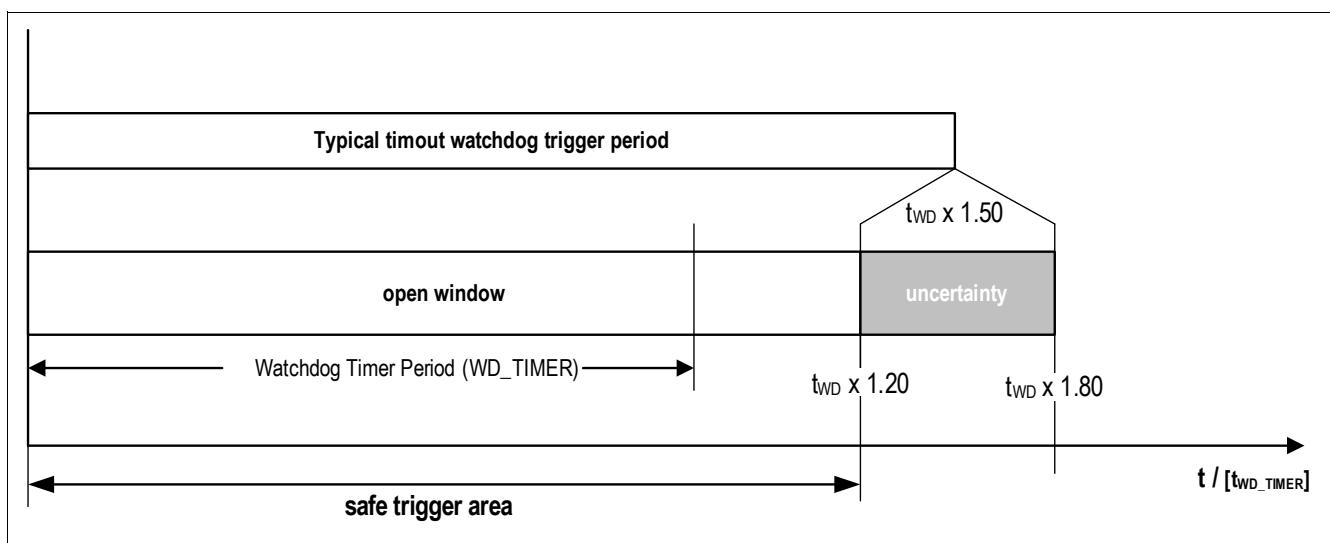 Typical timout watchdog trigger period
tWD x 1.50
open window
uncertainty
Watchdog Timer Period (WD_TIMER)
tWD x 1.20
tWD x 1.80
t / [tWD_TIMER]
safe trigger area